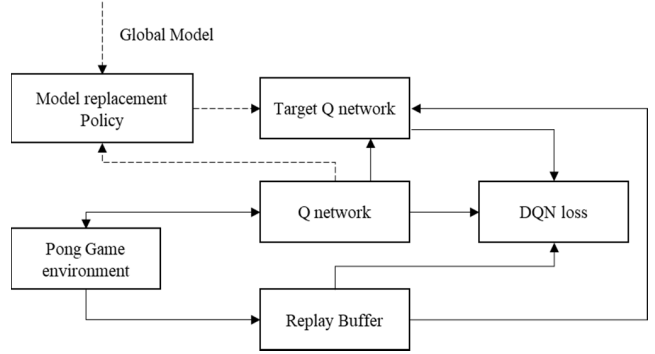 Global Model
Model replacement
Policy
Target Q network
Q network
DQN loss
Pong Game
environment
Replay Buffer